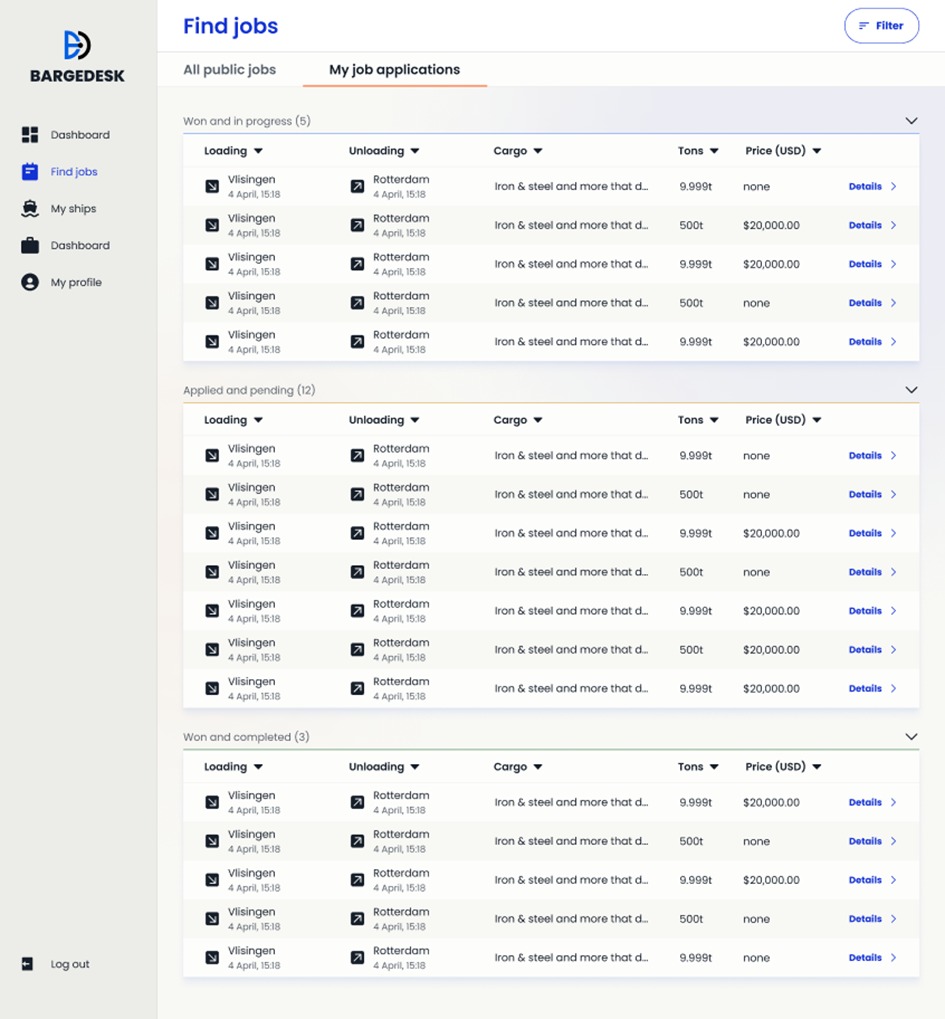 BARGEDESK
Dashboard
Find jobs
My ships
Dashboard
My profile
Log out
Find jobs
Filter
All public jobs My job applications
Won and in progress (5)
Loading Unloading Cargo Tons Price (USD)
Vlisingen Rotterdam Iron & steel and more that d... 9.999t none Details
4 April, 15:18 4 April, 15:18
Vlisingen Rotterdam Iron & steel and more that d... 500t $20,000.00 Details
4 April, 15:18 4 April, 15:18
Vlisingen Rotterdam Iron & steel and more that d... 9.999t $20,000.00 Details
4 April, 15:18 4 April, 15:18
Vlisingen Rotterdam Iron & steel and more that d... 500t none Details
4 April, 15:18 4 April, 15:18
Vlisingen Rotterdam Iron & steel and more that d... 9.999t $20,000.00 Details
4 April, 15:18 4 April, 15:18
Applied and pending (12)
Loading Unloading Cargo Tons Price (USD)
Vlisingen Rotterdam Iron & steel and more that d... 9.999t none Details
4 April, 15:18 4 April, 15:18
Vlisingen Rotterdam Iron & steel and more that d... 500t none Details
4 April, 15:18 4 April, 15:18
Vlisingen Rotterdam Iron & steel and more that d... 9.999t $20,000.00 Details
4 April, 15:18 4 April, 15:18
Vlisingen Rotterdam Iron & steel and more that d... 500t none Details
4 April, 15:18 4 April, 15:18
Vlisingen Rotterdam Iron & steel and more that d... 9.999t $20,000.00 Details
4 April, 15:18 4 April, 15:18
Vlisingen Rotterdam Iron & steel and more that d... 500t $20,000.00 Details
4 April, 15:18 4 April, 15:18
Vlisingen Rotterdam Iron & steel and more that d... 9.999t $20,000.00 Details
4 April, 15:18 4 April, 15:18
Won and completed (3)
Loading Unloading Cargo Tons Price (USD)
Vlisingen Rotterdam Iron & steel and more that d... 9.999t $20,000.00 Details
4 April, 15:18 4 April, 15:18
Vlisingen Rotterdam Iron & steel and more that d... 500t none Details
4 April, 15:18 4 April, 15:18
Vlisingen Rotterdam Iron & steel and more that d... 9.999t $20,000.00 Details
4 April, 15:18 4 April, 15:18
Vlisingen Rotterdam Iron & steel and more that d... 500t none Details
4 April, 15:18 4 April, 15:18
Vlisingen Rotterdam Iron & steel and more that d... 9.999t none Details
4 April, 15:18 4 April, 15:18